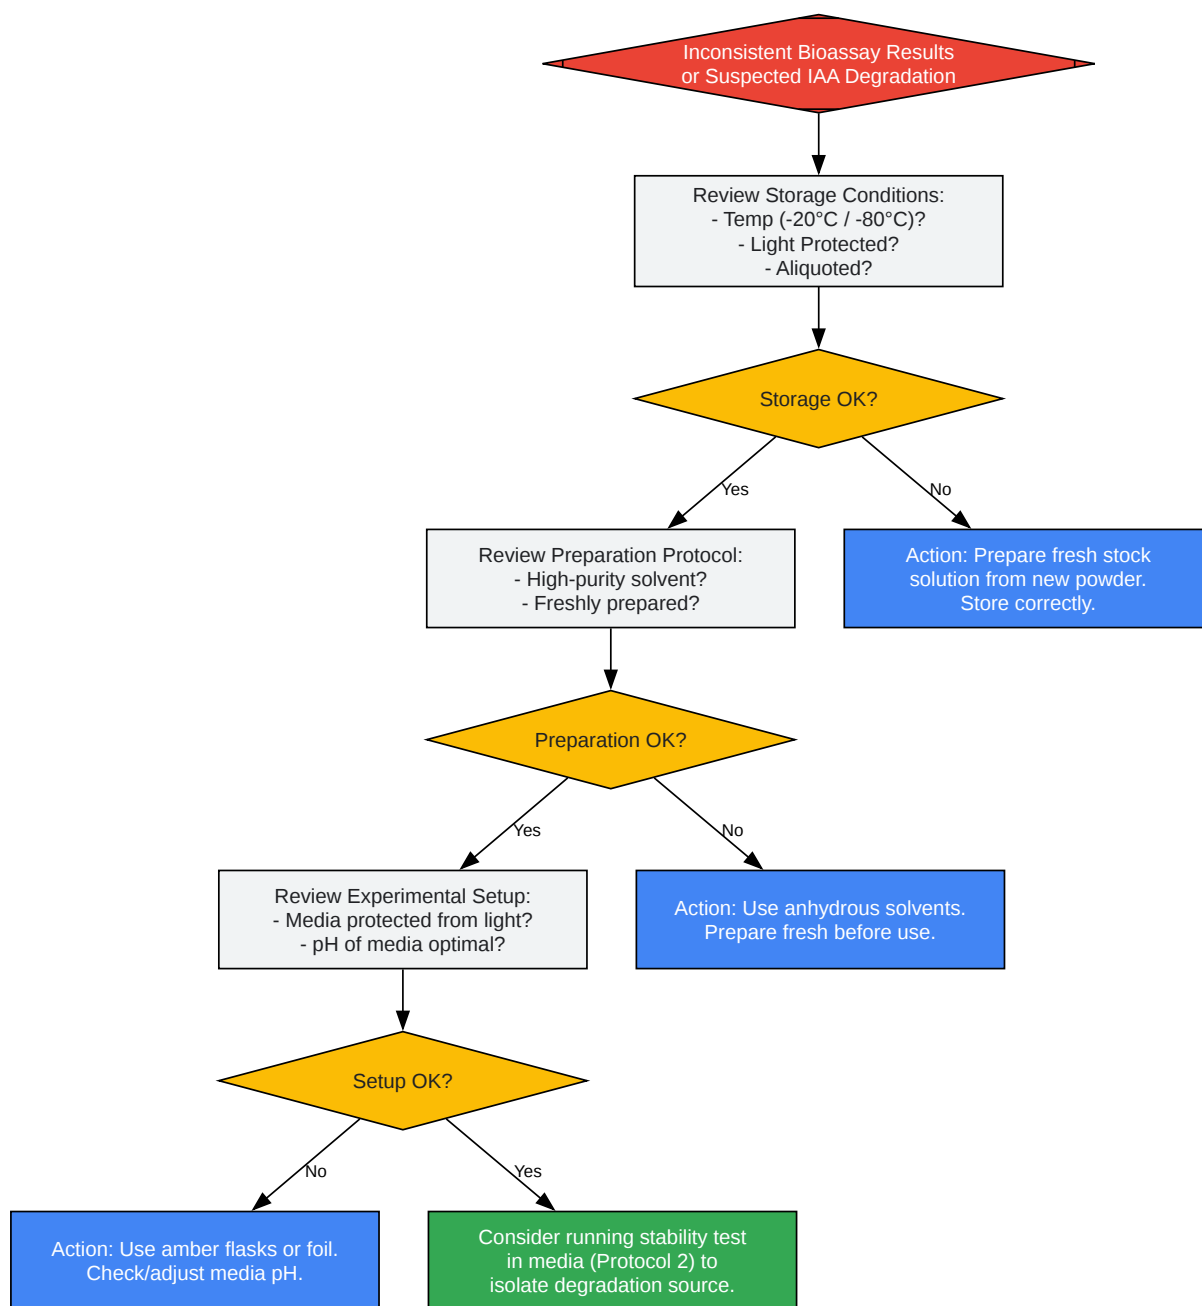 Inconsistent Bioassay Results
or Suspected IAA Degradation
Review Storage Conditions:
- Temp (-20°C / -80°C)?
- Light Protected?
- Aliquoted?
Storage OK?
Yes
No
Review Preparation Protocol:
- High-purity solvent?
- Freshly prepared?
Action: Prepare fresh stock
solution from new powder.
Store correctly.
Preparation OK?
Yes
No
Review Experimental Setup:
- Media protected from light?
- pH of media optimal?
Action: Use anhydrous solvents.
Prepare fresh before use.
Setup OK?
No
Yes
Action: Use amber flasks or foil.
Check/adjust media pH.
Consider running stability test
in media (Protocol 2) to
isolate degradation source.